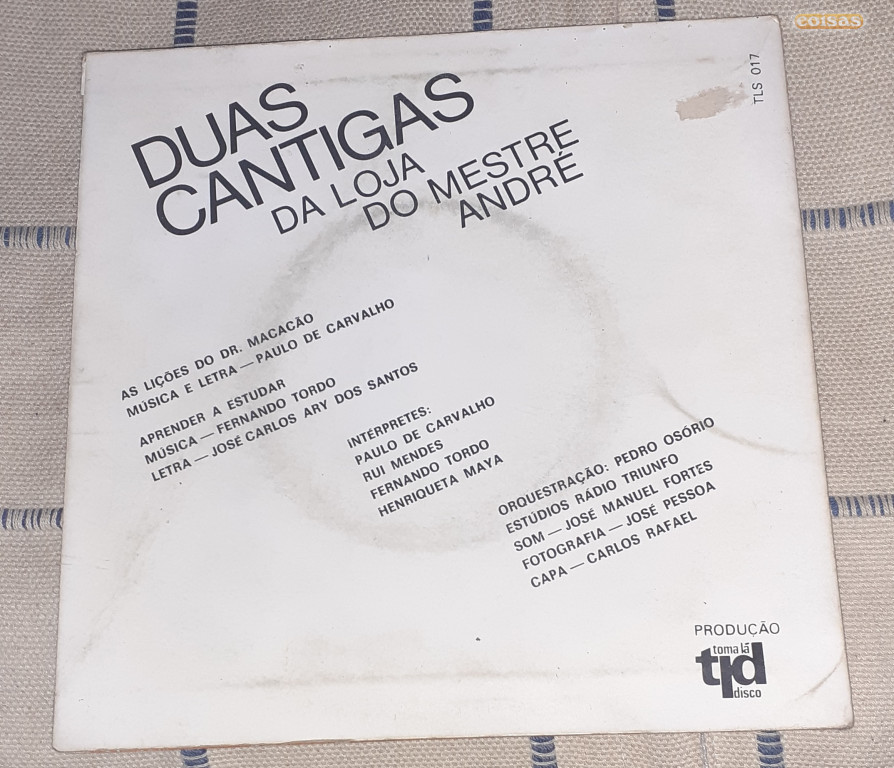 coisas
TLS 017
DUAS
CANTIGAS
DA LOJA
DO MESTRE
ANDRÉ
AS LIÇÕES DO DR. MACACÃO
MÚSICA E LETRA — PAULO DE CARVALHO
APRENDER A ESTUDAR
MÚSICA — FERNANDO TORDO
LETRA — JOSÉ CARLOS ARY DOS SANTOS
INTÉRPRETES:
PAULO DE CARVALHO
RUI MENDES
FERNANDO TORDO
HENRIQUETA MAYA
ORQUESTRAÇÃO: PEDRO OSÓRIO
ESTÚDIOS RÁDIO TRIUNFO
SOM — JOSÉ MANUEL FORTES
FOTOGRAFIA — JOSÉ PESSOA
CAPA — CARLOS RAFAEL
PRODUÇÃO
toma lá
tld
disco